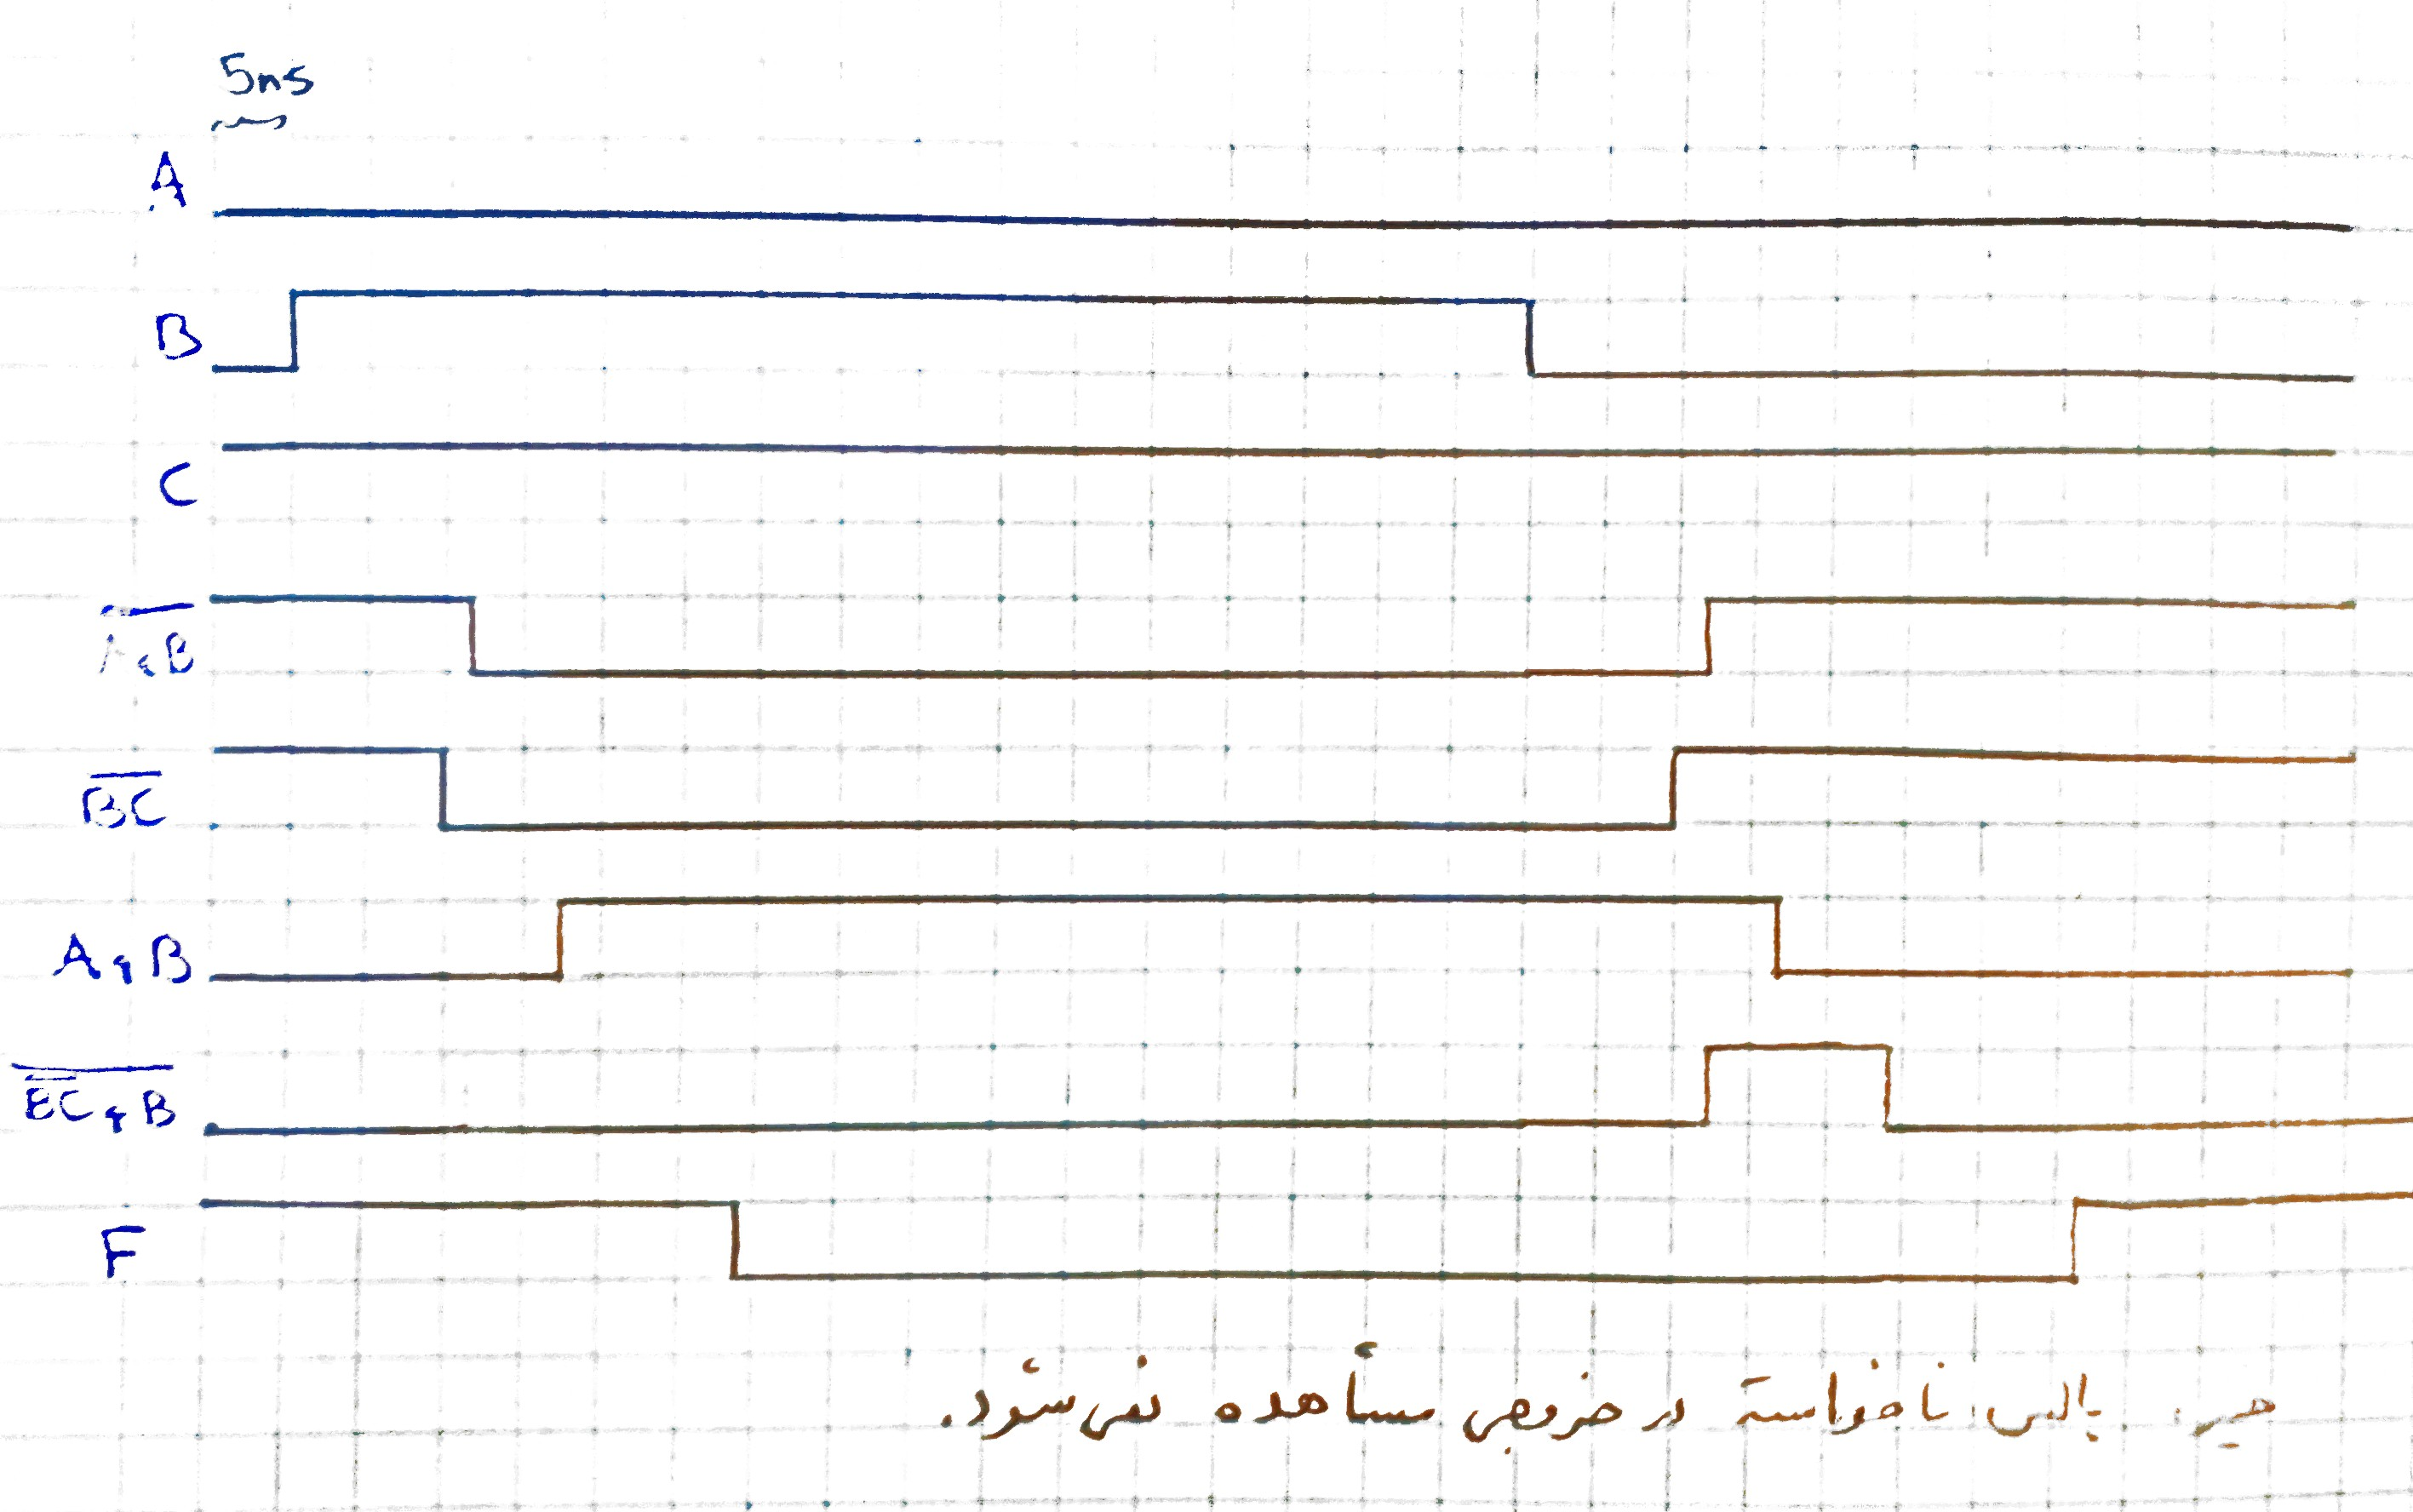 5ns
A
B
C
A+B
BC
A+B
BC+B
F
خیر. پالس ناخواسته در خروجی مشاهده نمی‌شود.